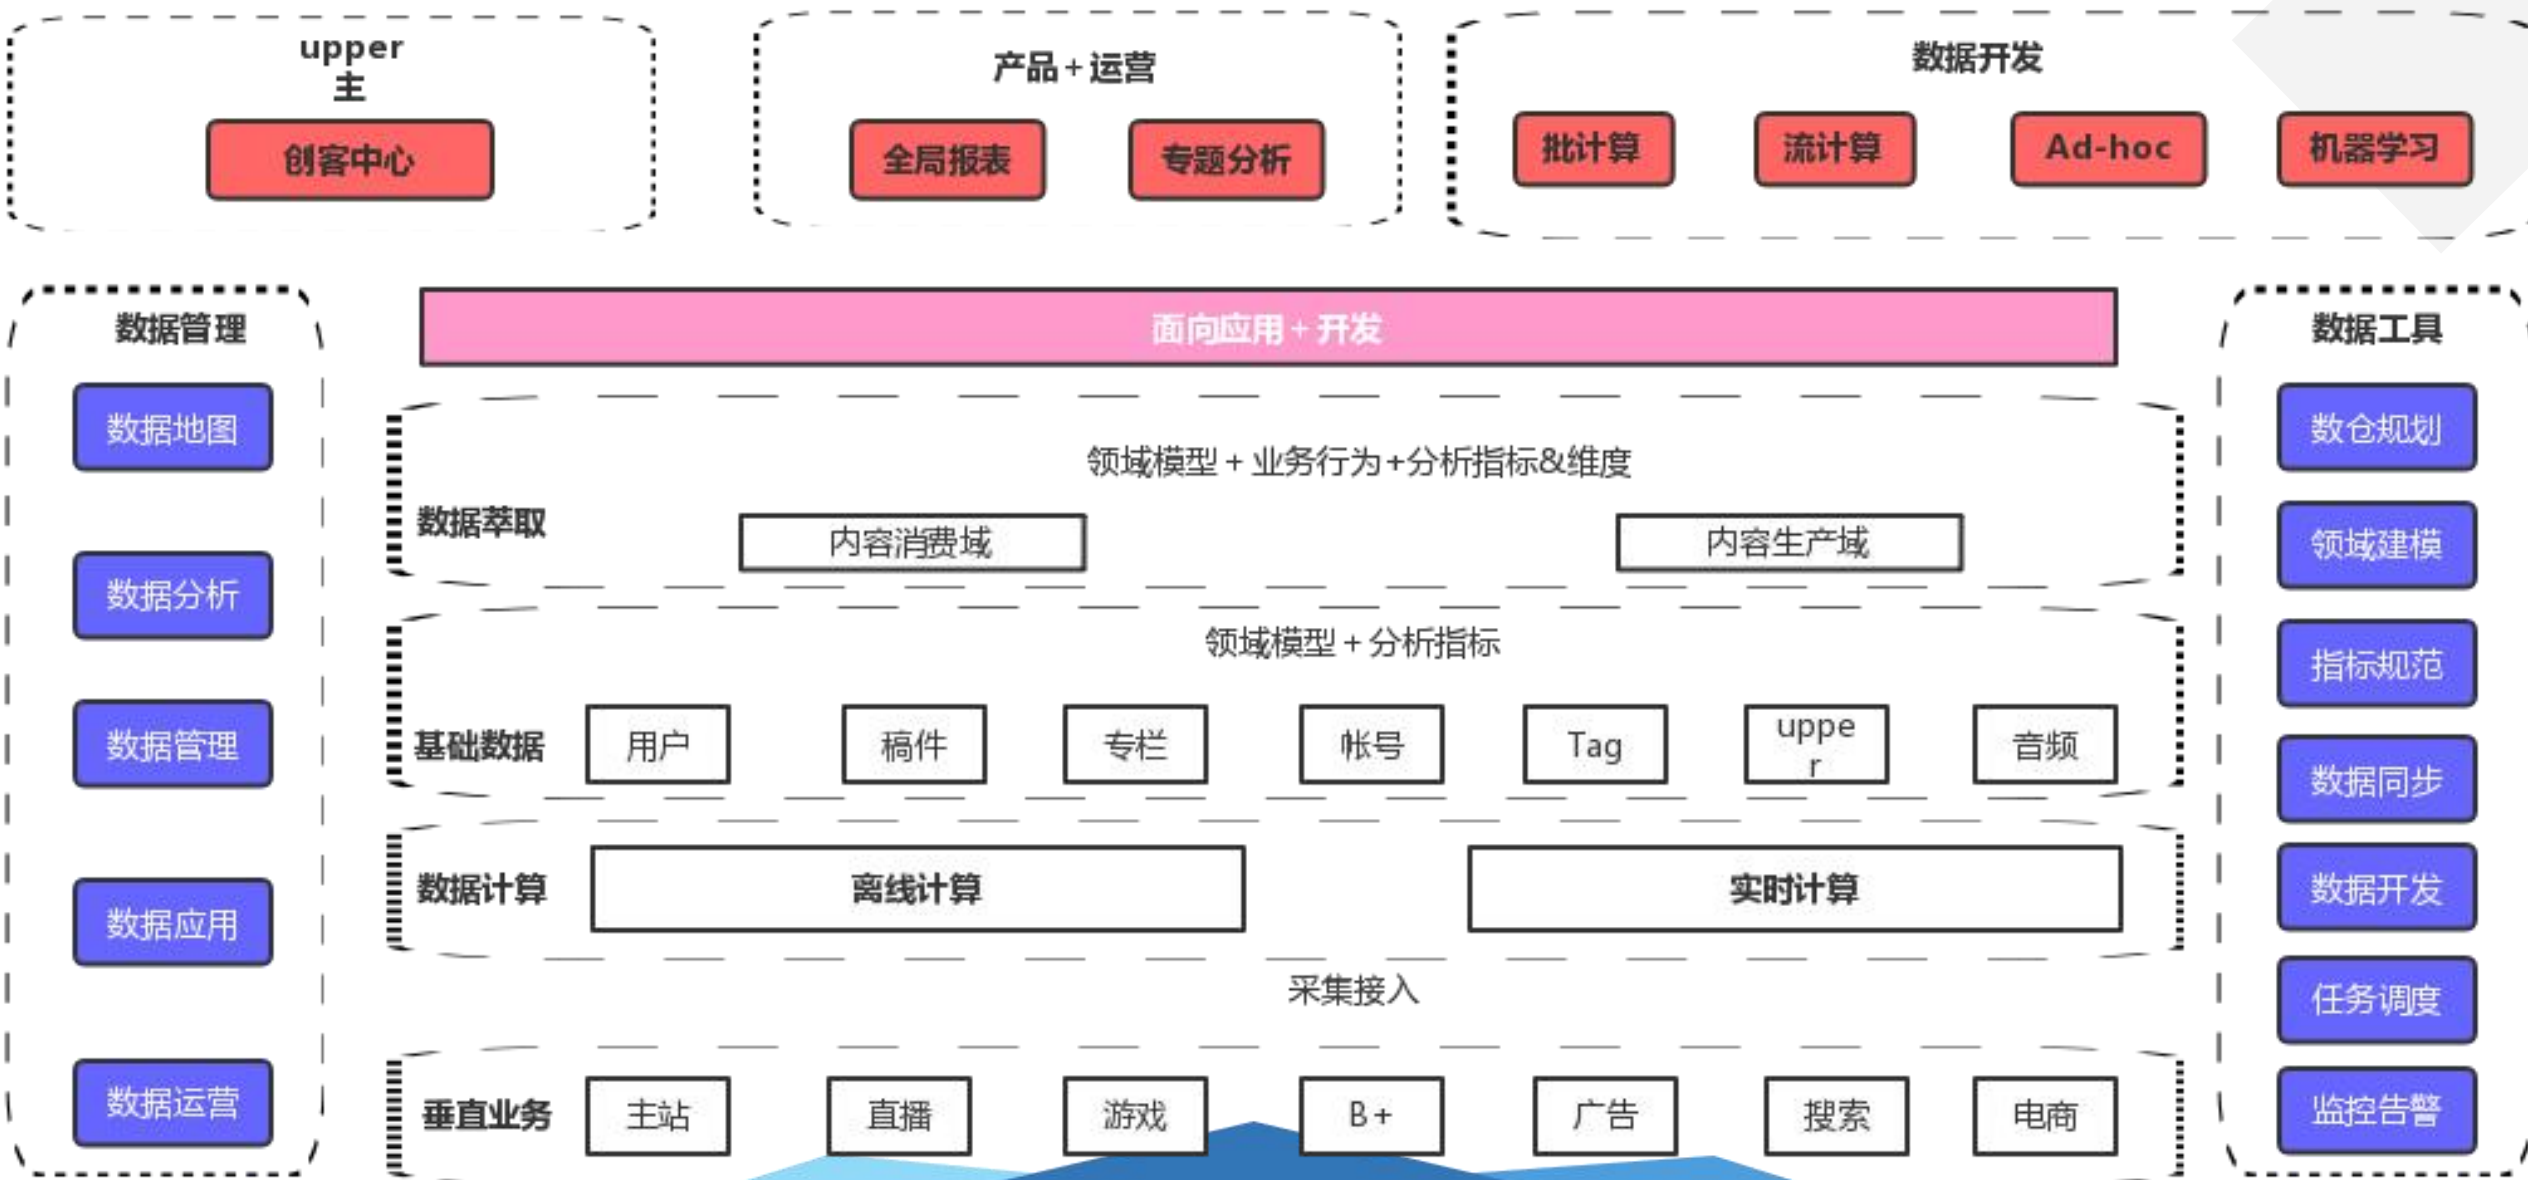 upper
主
创客中心
产品+运营
全局报表
专题分析
数据开发
批计算
流计算
Ad-hoc
机器学习
数据管理
数据地图
数据分析
数据管理
数据应用
数据运营
面向应用+开发
领域模型+业务行为+分析指标&维度
数据萃取
内容消费域
内容生产域
领域模型+分析指标
基础数据
用户
稿件
专栏
帐号
Tag
uppe
r
音频
数据计算
离线计算
实时计算
采集接入
垂直业务
主站
直播
游戏
B+
广告
搜索
电商
数据工具
数仓规划
领域建模
指标规范
数据同步
数据开发
任务调度
监控告警